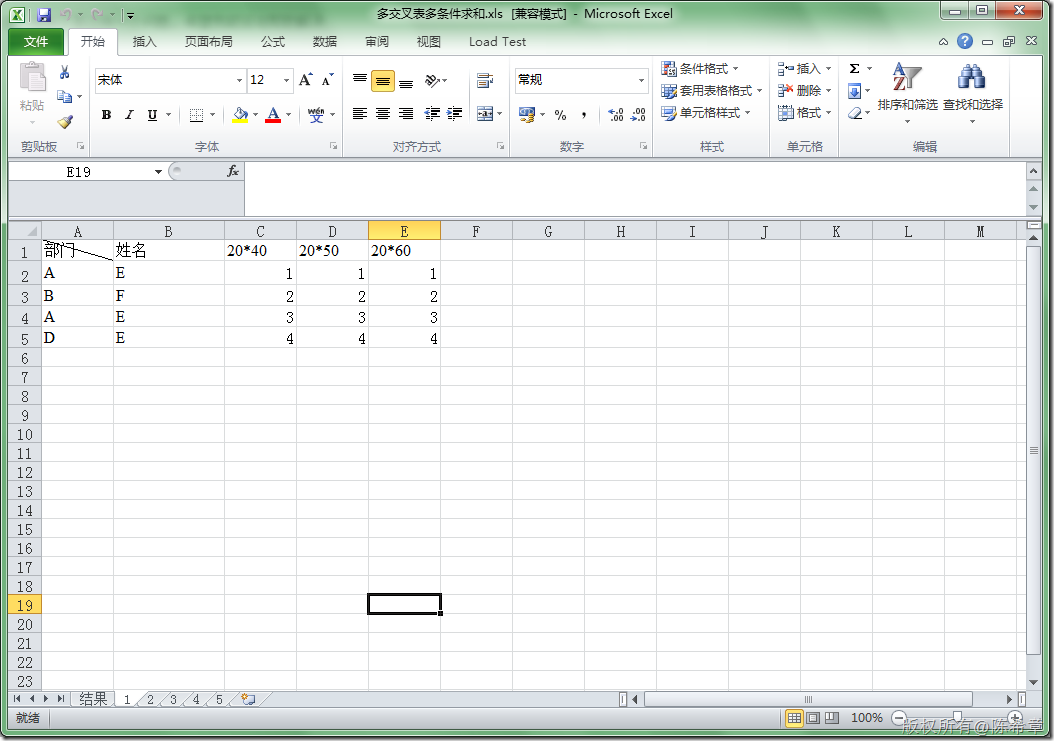 多交叉表多条件求和.xls [兼容模式] - Microsoft Excel
文件 开始 插入 页面布局 公式 数据 审阅 视图 Load Test
宋体 12 A A 常规 条件格式 插入 Σ
粘贴 套用表格格式 删除 排序和筛选 查找和选择
B I U A wén 文 % , .0 .00 .00 .0 单元格样式 格式
剪贴板 字体 对齐方式 数字 样式 单元格 编辑
E19 fx
A B C D E F G H I J K L M
1 部门 姓名 20*40 20*50 20*60
2 A E 1 1 1
3 B F 2 2 2
4 A E 3 3 3
5 D E 4 4 4
6
7
8
9
10
11
12
13
14
15
16
17
18
19
20
21
22
23
结果 1 2 3 4 5
就绪 100%
版权所有@陈希章